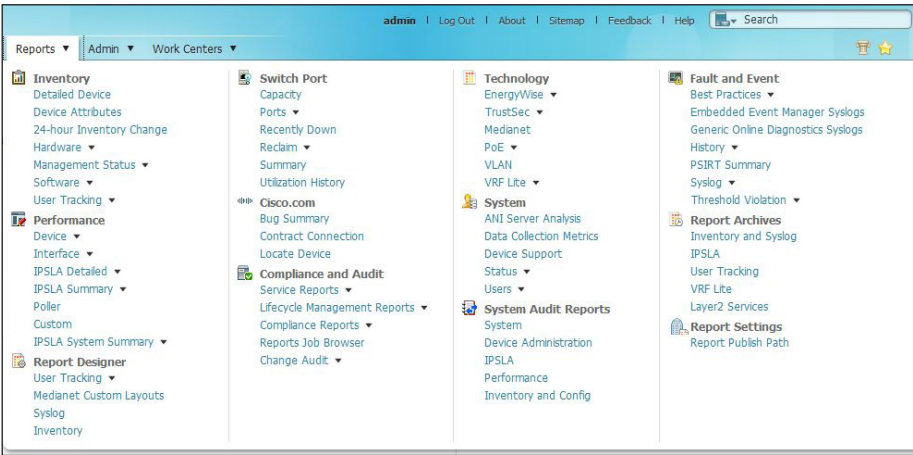 admin | Log Out | About | Sitemap | Feedback | Help Search
Reports Admin Work Centers
Inventory
Detailed Device
Device Attributes
24-hour Inventory Change
Hardware
Management Status
Software
User Tracking
Performance
Device
Interface
IPSLA Detailed
IPSLA Summary
Poller
Custom
IPSLA System Summary
Report Designer
User Tracking
Medianet Custom Layouts
Syslog
Inventory
Switch Port
Capacity
Ports
Recently Down
Reclaim
Summary
Utilization History
Cisco.com
Bug Summary
Contract Connection
Locate Device
Compliance and Audit
Service Reports
Lifecycle Management Reports
Compliance Reports
Reports Job Browser
Change Audit
Technology
EnergyWise
TrustSec
Medianet
PoE
VLAN
VRF Lite
System
ANI Server Analysis
Data Collection Metrics
Device Support
Status
Users
System Audit Reports
System
Device Administration
IPSLA
Performance
Inventory and Config
Fault and Event
Best Practices
Embedded Event Manager Syslogs
Generic Online Diagnostics Syslogs
History
PSIRT Summary
Syslog
Threshold Violation
Report Archives
Inventory and Syslog
IPSLA
User Tracking
VRF Lite
Layer2 Services
Report Settings
Report Publish Path